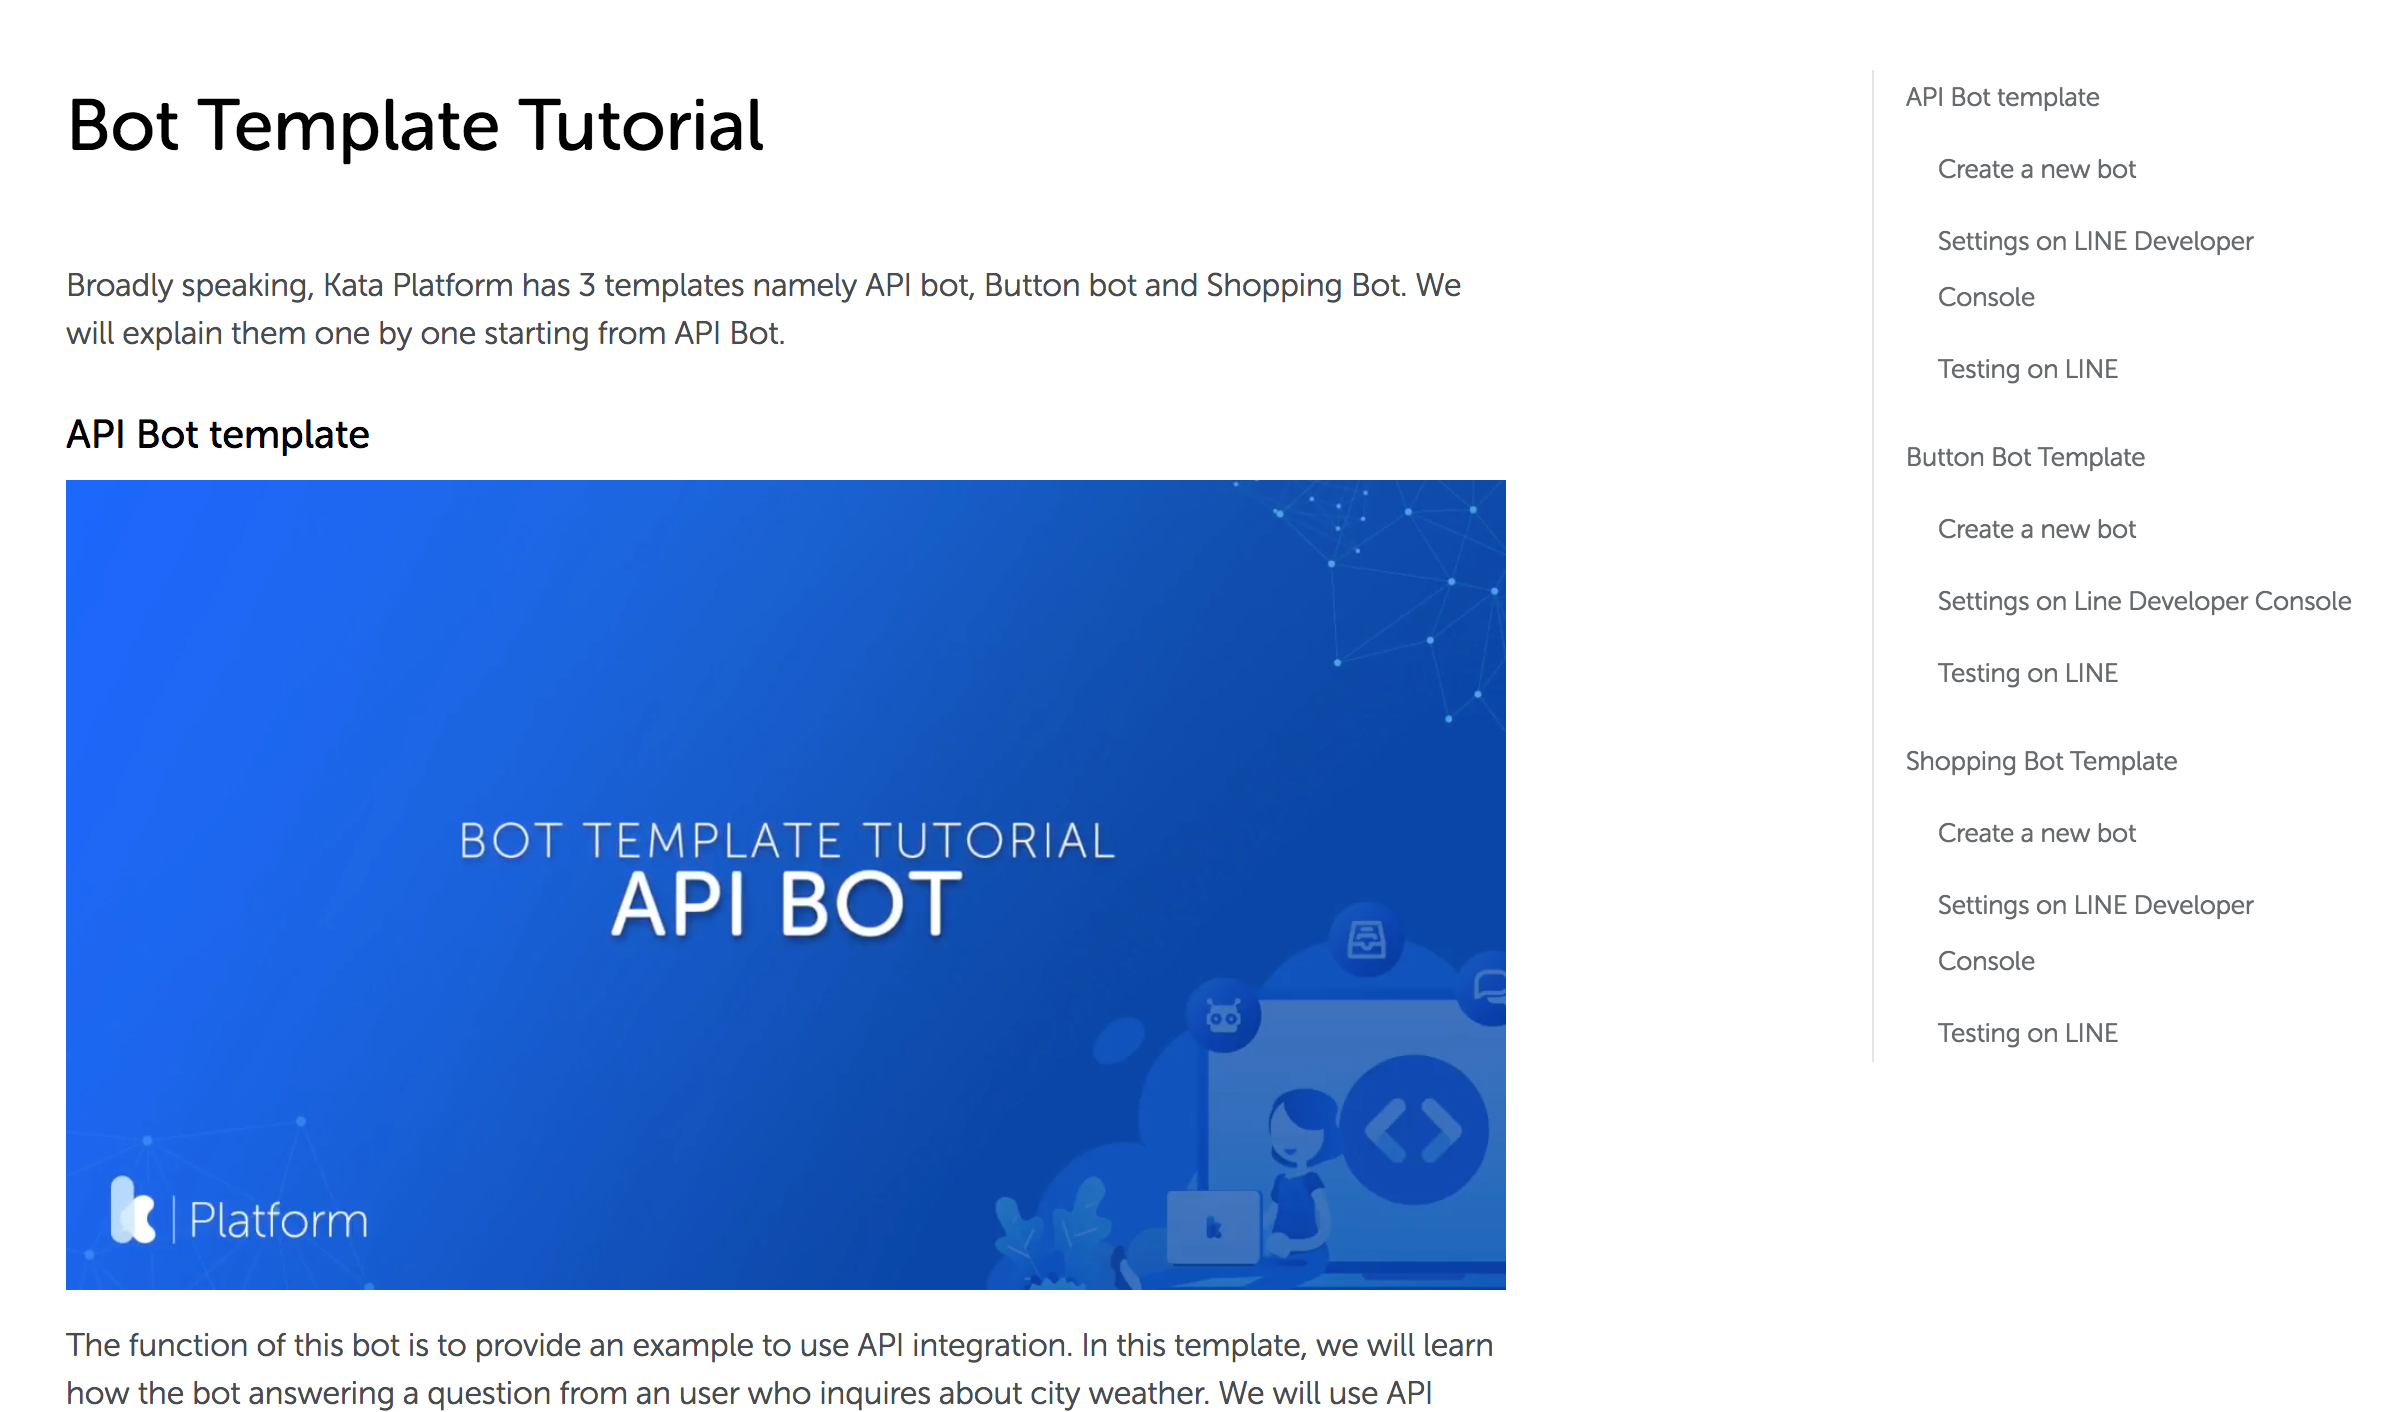 Bot Template Tutorial
Broadly speaking, Kata Platform has 3 templates namely API bot, Button bot and Shopping Bot. We
will explain them one by one starting from API Bot.
API Bot template
BOT TEMPLATE TUTORIAL
API BOT
k | Platform
k
The function of this bot is to provide an example to use API integration. In this template, we will learn
how the bot answering a question from an user who inquires about city weather. We will use API
API Bot template
Create a new bot
Settings on LINE Developer
Console
Testing on LINE
Button Bot Template
Create a new bot
Settings on Line Developer Console
Testing on LINE
Shopping Bot Template
Create a new bot
Settings on LINE Developer
Console
Testing on LINE